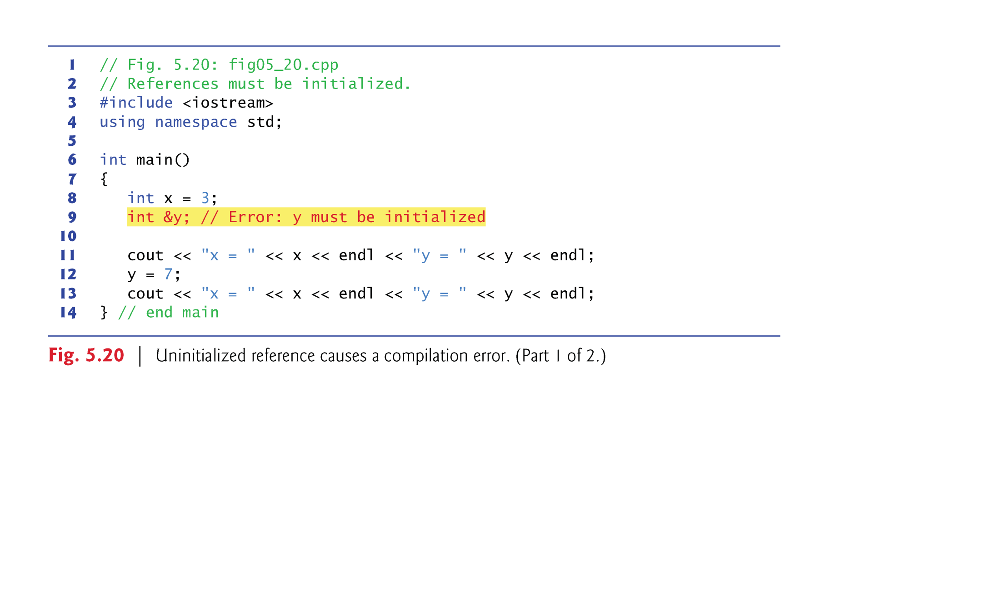 1 // Fig. 5.20: fig05_20.cpp
2 // References must be initialized.
3 #include <iostream>
4 using namespace std;
5
6 int main()
7 {
8    int x = 3;
9    int &y; // Error: y must be initialized
10
11    cout << "x = " << x << endl << "y = " << y << endl;
12    y = 7;
13    cout << "x = " << x << endl << "y = " << y << endl;
14 } // end main
Fig. 5.20 | Uninitialized reference causes a compilation error. (Part 1 of 2.)